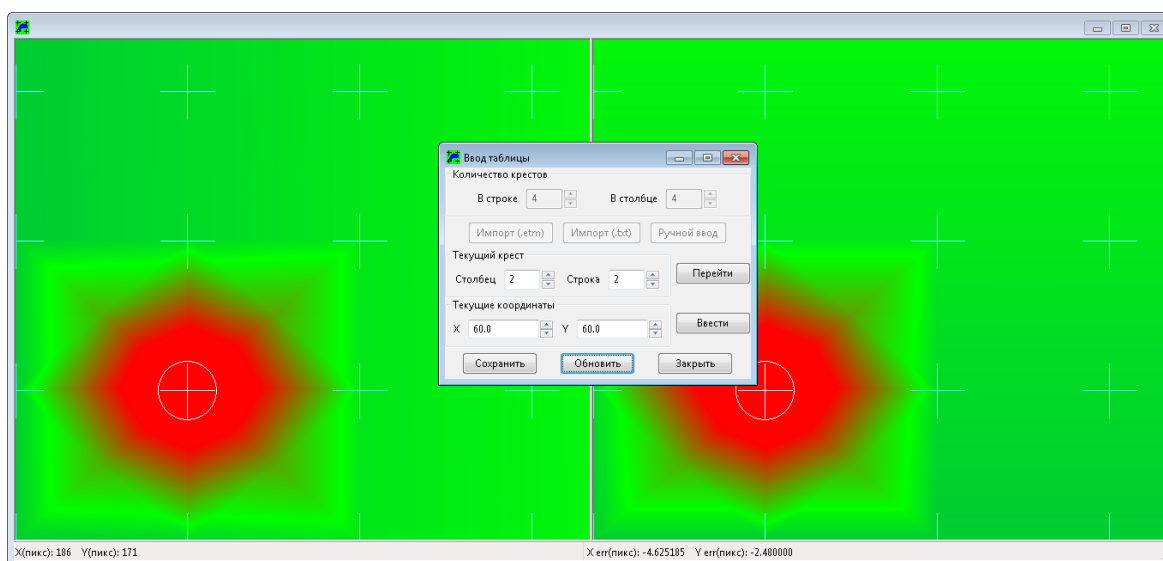 Ввод таблицы
Количество крестов
В строке 4 В столбце 4
Импорт (.etm) Импорт (.txt) Ручной ввод
Текущий крест
Столбец 2 Строка 2 Перейти
Текущие координаты
X 60.0 Y 60.0 Ввести
Сохранить Обновить Закрыть
X(пикс): 186 Y(пикс): 171 X err(пикс): -4.625185 Y err(пикс): -2.480000